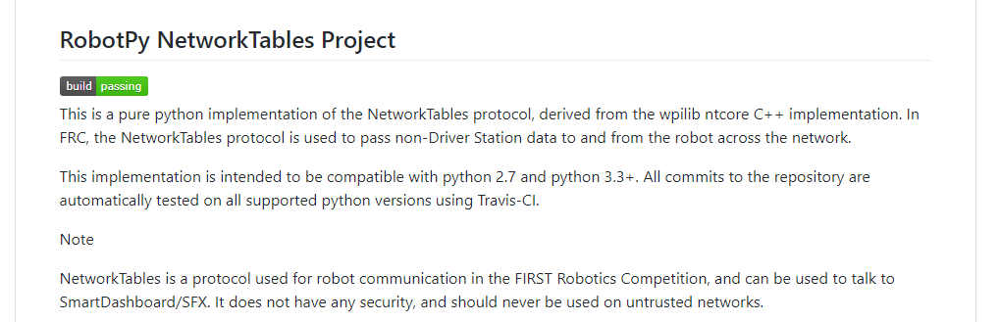 RobotPy NetworkTables Project
build passing
This is a pure python implementation of the NetworkTables protocol, derived from the wpilib ntcore C++ implementation. In
FRC, the NetworkTables protocol is used to pass non-Driver Station data to and from the robot across the network.
This implementation is intended to be compatible with python 2.7 and python 3.3+. All commits to the repository are
automatically tested on all supported python versions using Travis-CI.
Note
NetworkTables is a protocol used for robot communication in the FIRST Robotics Competition, and can be used to talk to
SmartDashboard/SFX. It does not have any security, and should never be used on untrusted networks.